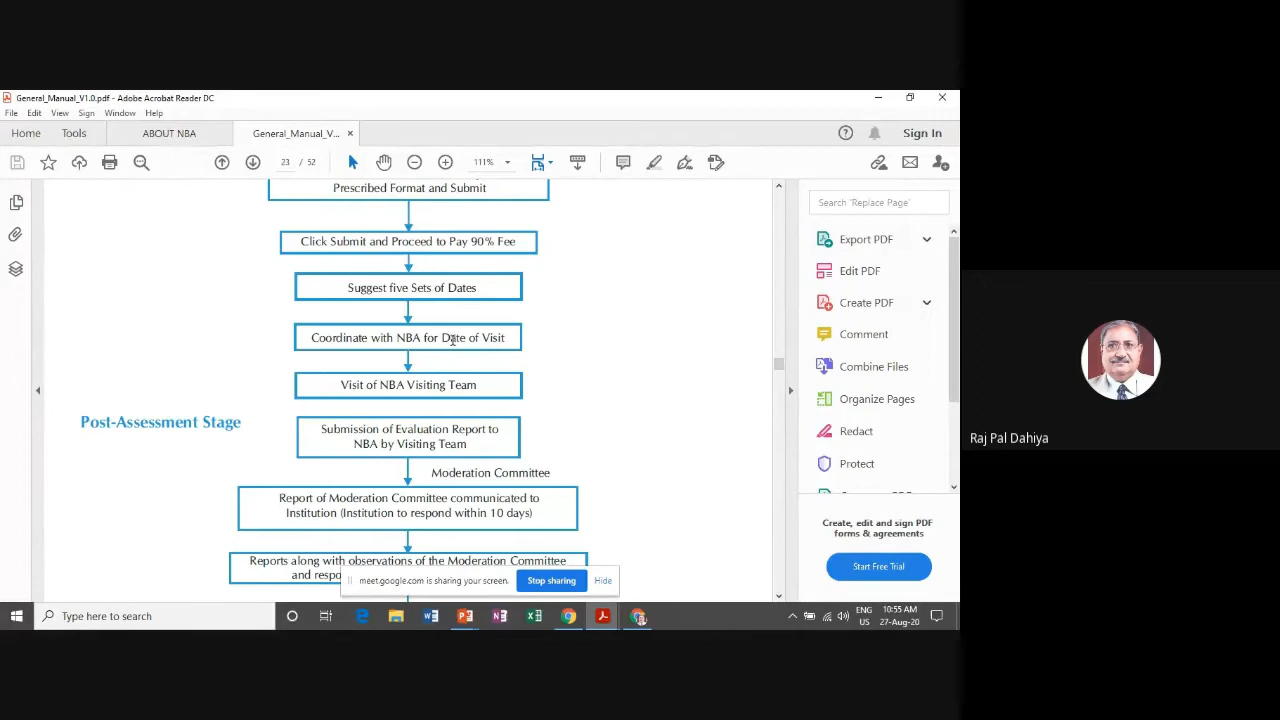 General_Manual_V1.0.pdf - Adobe Acrobat Reader DC
File Edit View Sign Window Help
Home Tools ABOUT NBA General_Manual_V... × Sign In
23 / 52 111%
Prescribed Format and Submit
Click Submit and Proceed to Pay 90% Fee
Suggest five Sets of Dates
Coordinate with NBA for Date of Visit
Visit of NBA Visiting Team
Post-Assessment Stage
Submission of Evaluation Report to
NBA by Visiting Team
Moderation Committee
Report of Moderation Committee communicated to
Institution (Institution to respond within 10 days)
Reports along with observations of the Moderation Committee
and respo
meet.google.com is sharing your screen. Stop sharing Hide
Search 'Replace Page'
Export PDF
Edit PDF
Create PDF
Comment
Combine Files
Organize Pages
Redact
Protect
Create, edit and sign PDF
forms & agreements
Start Free Trial
Raj Pal Dahiya
Type here to search
ENG
US
10:55 AM
27-Aug-20